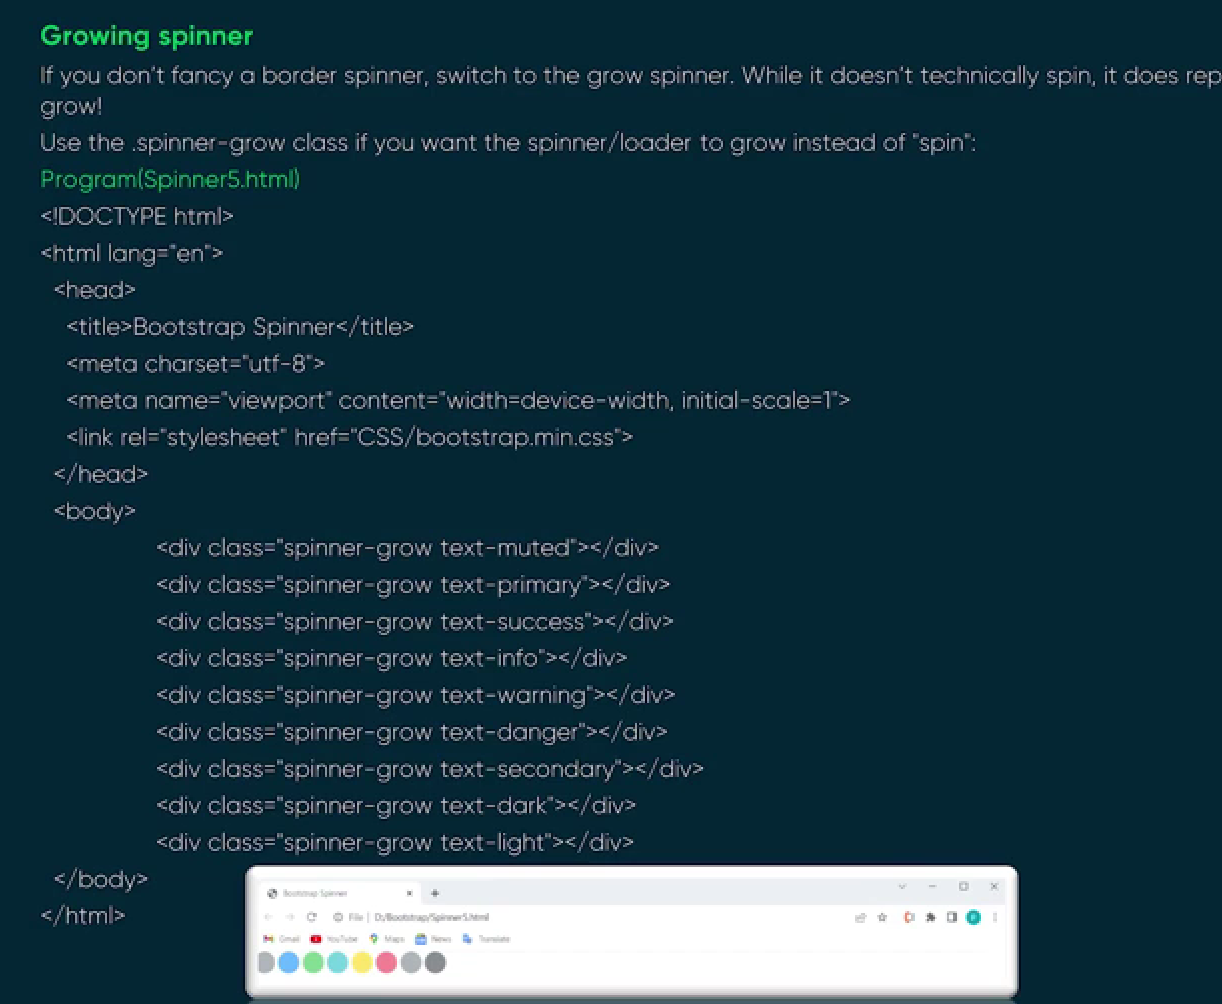 Growing spinner
If you don't fancy a border spinner, switch to the grow spinner. While it doesn't technically spin, it does rep
grow!
Use the .spinner-grow class if you want the spinner/loader to grow instead of "spin":
Program(Spinner5.html)
<!DOCTYPE html>
<html lang="en">
<head>
<title>Bootstrap Spinner</title>
<meta charset="utf-8">
<meta name="viewport" content="width=device-width, initial-scale=1">
<link rel="stylesheet" href="CSS/bootstrap.min.css">
</head>
<body>
<div class="spinner-grow text-muted"></div>
<div class="spinner-grow text-primary"></div>
<div class="spinner-grow text-success"></div>
<div class="spinner-grow text-info"></div>
<div class="spinner-grow text-warning"></div>
<div class="spinner-grow text-danger"></div>
<div class="spinner-grow text-secondary"></div>
<div class="spinner-grow text-dark"></div>
<div class="spinner-grow text-light"></div>
</body>
</html>
Bootstrap Spinner
File | D:/Bootstrap/Spinner5.html
Gmail YouTube Maps News Translate